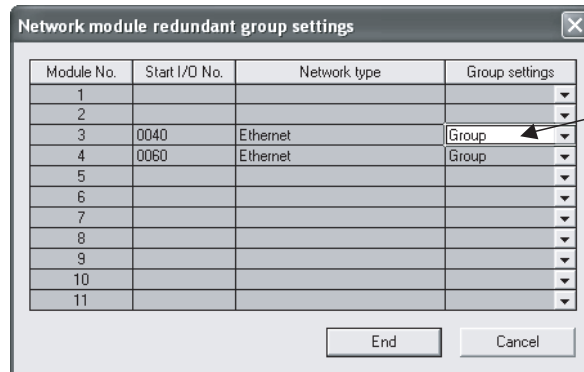 Network module redundant group settings
Module No. Start I/O No. Network type Group settings
1
2
3 0040 Ethernet Group
4 0060 Ethernet Group
5
6
7
8
9
10
11
End Cancel